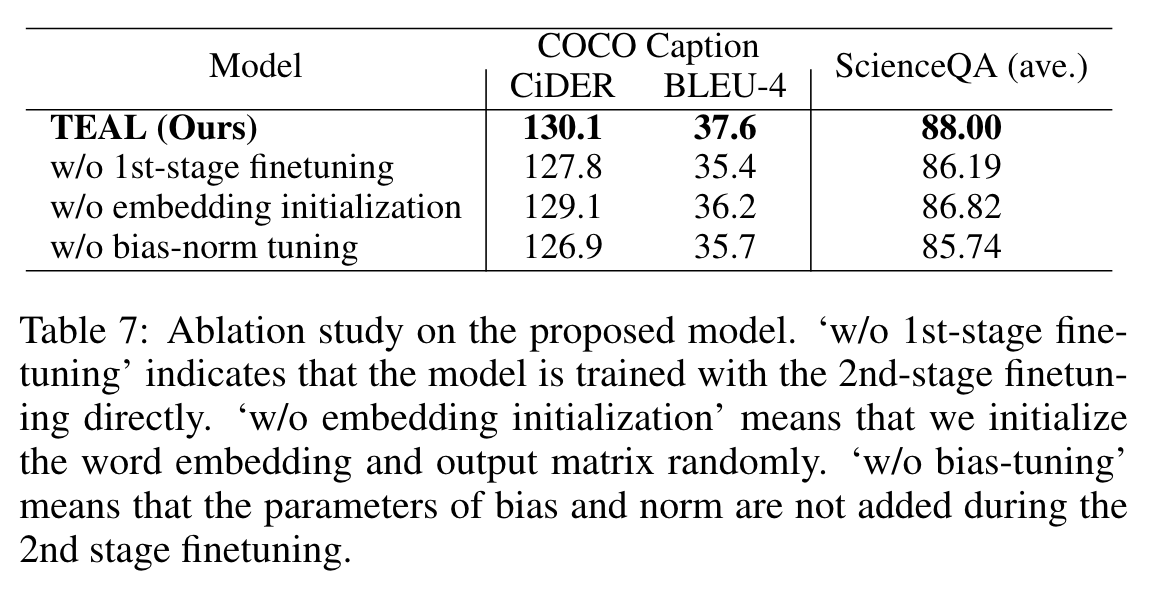 Model COCO Caption ScienceQA (ave.)
CiDER BLEU-4
TEAL (Ours) 130.1 37.6 88.00
w/o 1st-stage finetuning 127.8 35.4 86.19
w/o embedding initialization 129.1 36.2 86.82
w/o bias-norm tuning 126.9 35.7 85.74
Table 7: Ablation study on the proposed model. ‘w/o 1st-stage fine-
tuning’ indicates that the model is trained with the 2nd-stage finetun-
ing directly. ‘w/o embedding initialization’ means that we initialize
the word embedding and output matrix randomly. ‘w/o bias-tuning’
means that the parameters of bias and norm are not added during the
2nd stage finetuning.